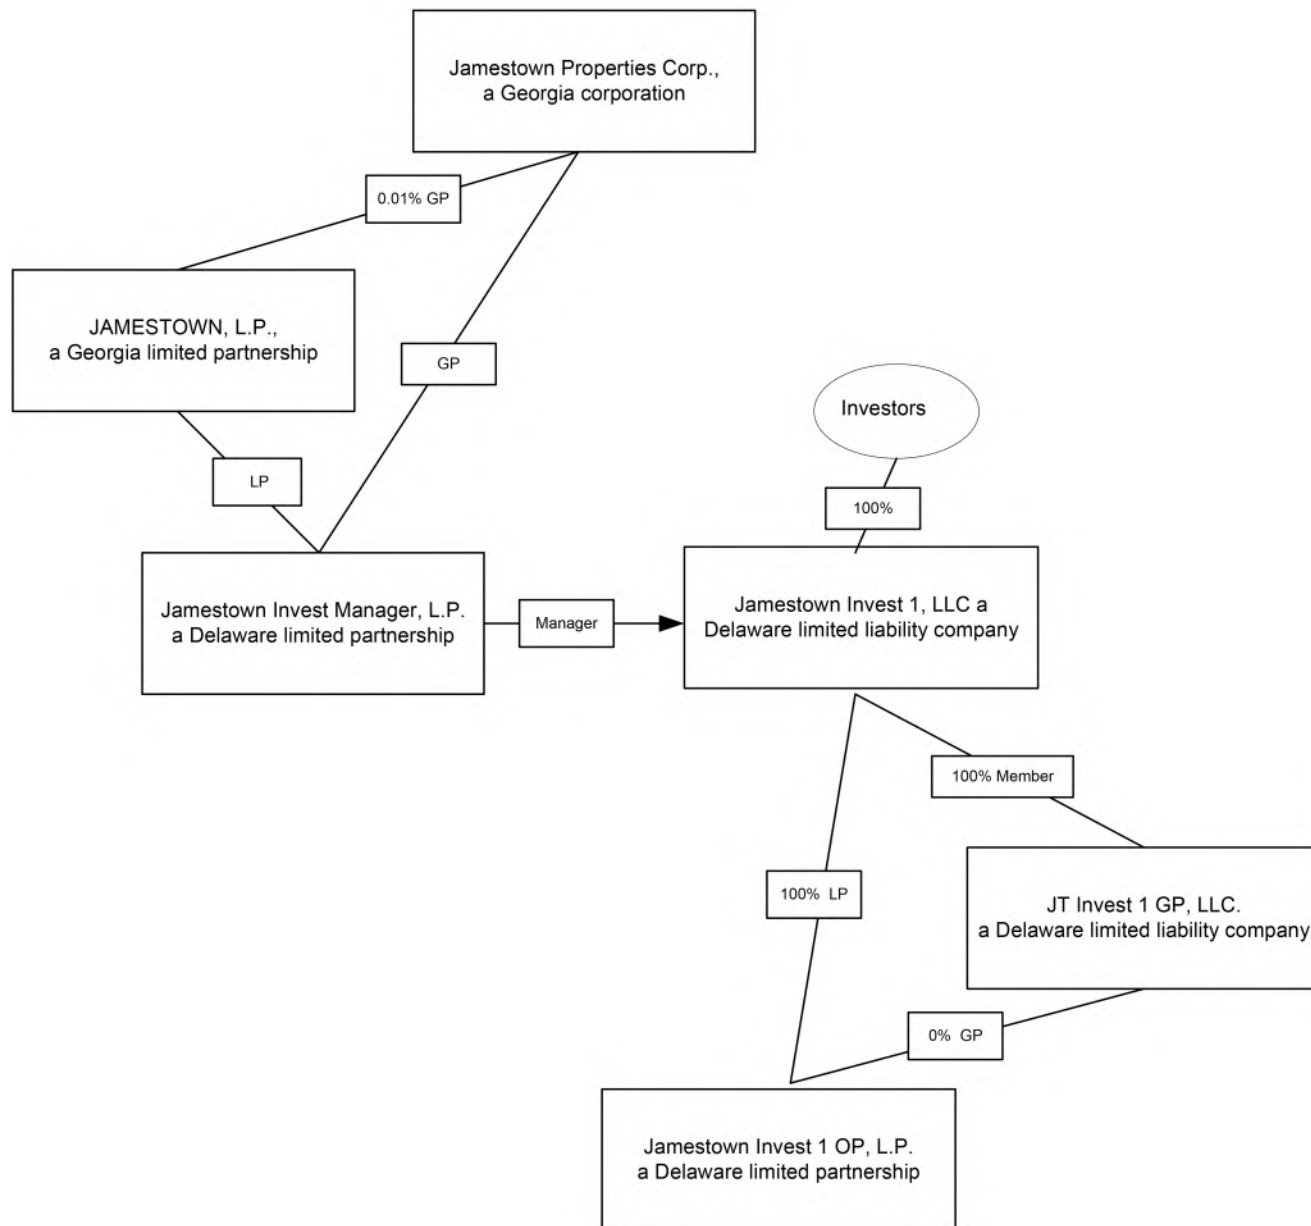 Jamestown Properties Corp.,
a Georgia corporation
0.01% GP
JAMESTOWN, L.P.,
a Georgia limited partnership
GP
Investors
LP
100%
Jamestown Invest Manager, L.P.
a Delaware limited partnership
Manager
Jamestown Invest 1, LLC a
Delaware limited liability company
100% Member
100% LP
JT Invest 1 GP, LLC.
a Delaware limited liability company
0% GP
Jamestown Invest 1 OP, L.P.
a Delaware limited partnership